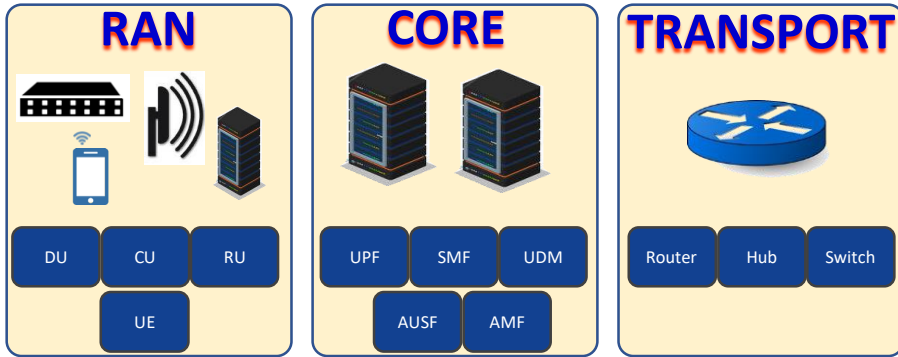 RAN
DU
CU
RU
UE
CORE
UPF
SMF
UDM
AUSF
AMF
TRANSPORT
Router
Hub
Switch